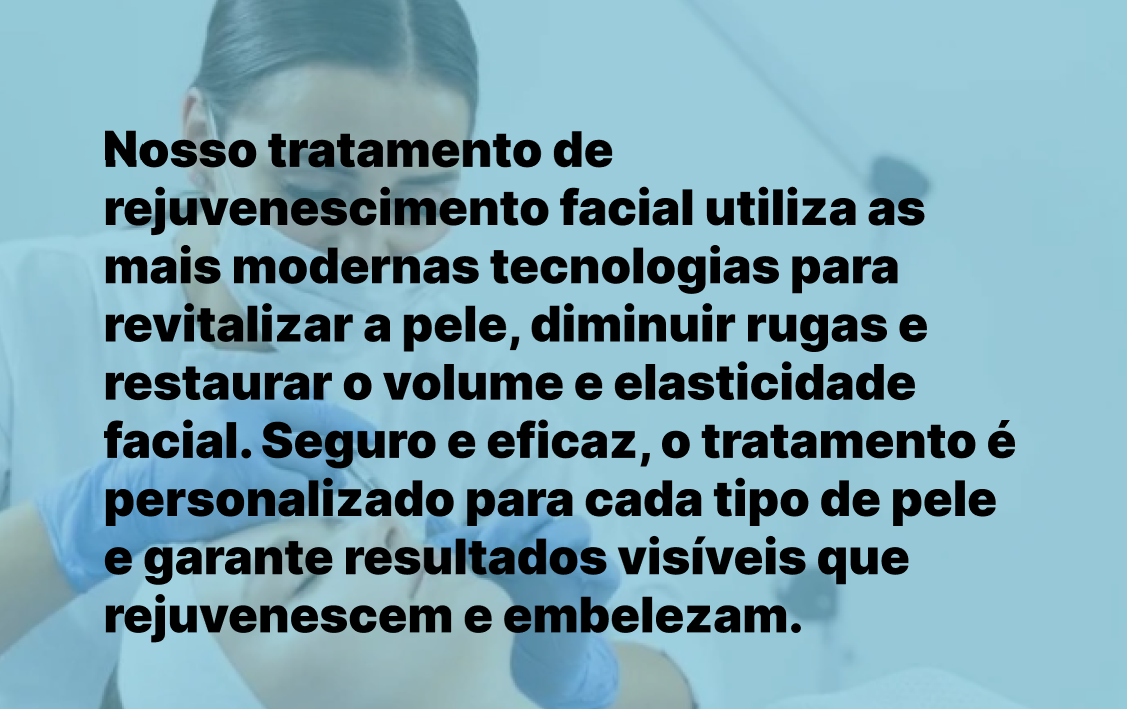 Nosso tratamento de
rejuvenescimento facial utiliza as
mais modernas tecnologias para
revitalizar a pele, diminuir rugas e
restaurar o volume e elasticidade
facial. Seguro e eficaz, o tratamento é
personalizado para cada tipo de pele
e garante resultados visíveis que
rejuvenescem e embelezam.